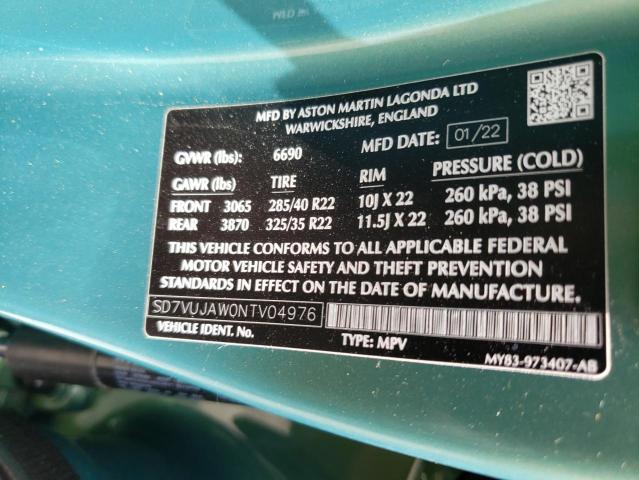 MFD BY ASTON MARTIN LAGONDA LTD
WARWICKSHIRE, ENGLAND
MFD DATE: 01/22
GVWR (lbs): 6690
GAWR (lbs): TIRE RIM PRESSURE (COLD)
FRONT 3065 285/40 R22 10J X 22 260 kPa, 38 PSI
REAR 3870 325/35 R22 11.5J X 22 260 kPa, 38 PSI
THIS VEHICLE CONFORMS TO ALL APPLICABLE FEDERAL
MOTOR VEHICLE SAFETY AND THEFT PREVENTION
STANDARDS IN EFFECT ON THE DATE OF MANUFACTURE.
SD7VUJAW0NTV04976
VEHICLE IDENT. No. TYPE: MPV MY83-973407-AB